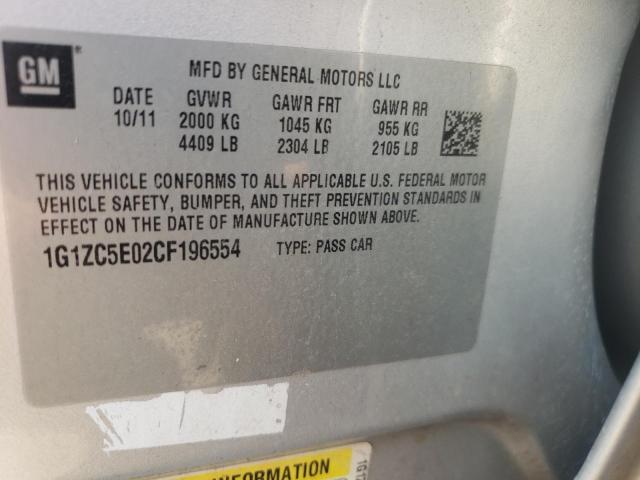 GM
®
MFD BY GENERAL MOTORS LLC
DATE GVWR GAWR FRT GAWR RR
10/11 2000 KG 1045 KG 955 KG
4409 LB 2304 LB 2105 LB
THIS VEHICLE CONFORMS TO ALL APPLICABLE U.S. FEDERAL MOTOR
VEHICLE SAFETY, BUMPER, AND THEFT PREVENTION STANDARDS IN
EFFECT ON THE DATE OF MANUFACTURE SHOWN ABOVE.
1G1ZC5E02CF196554 TYPE: PASS CAR
INFORMATION